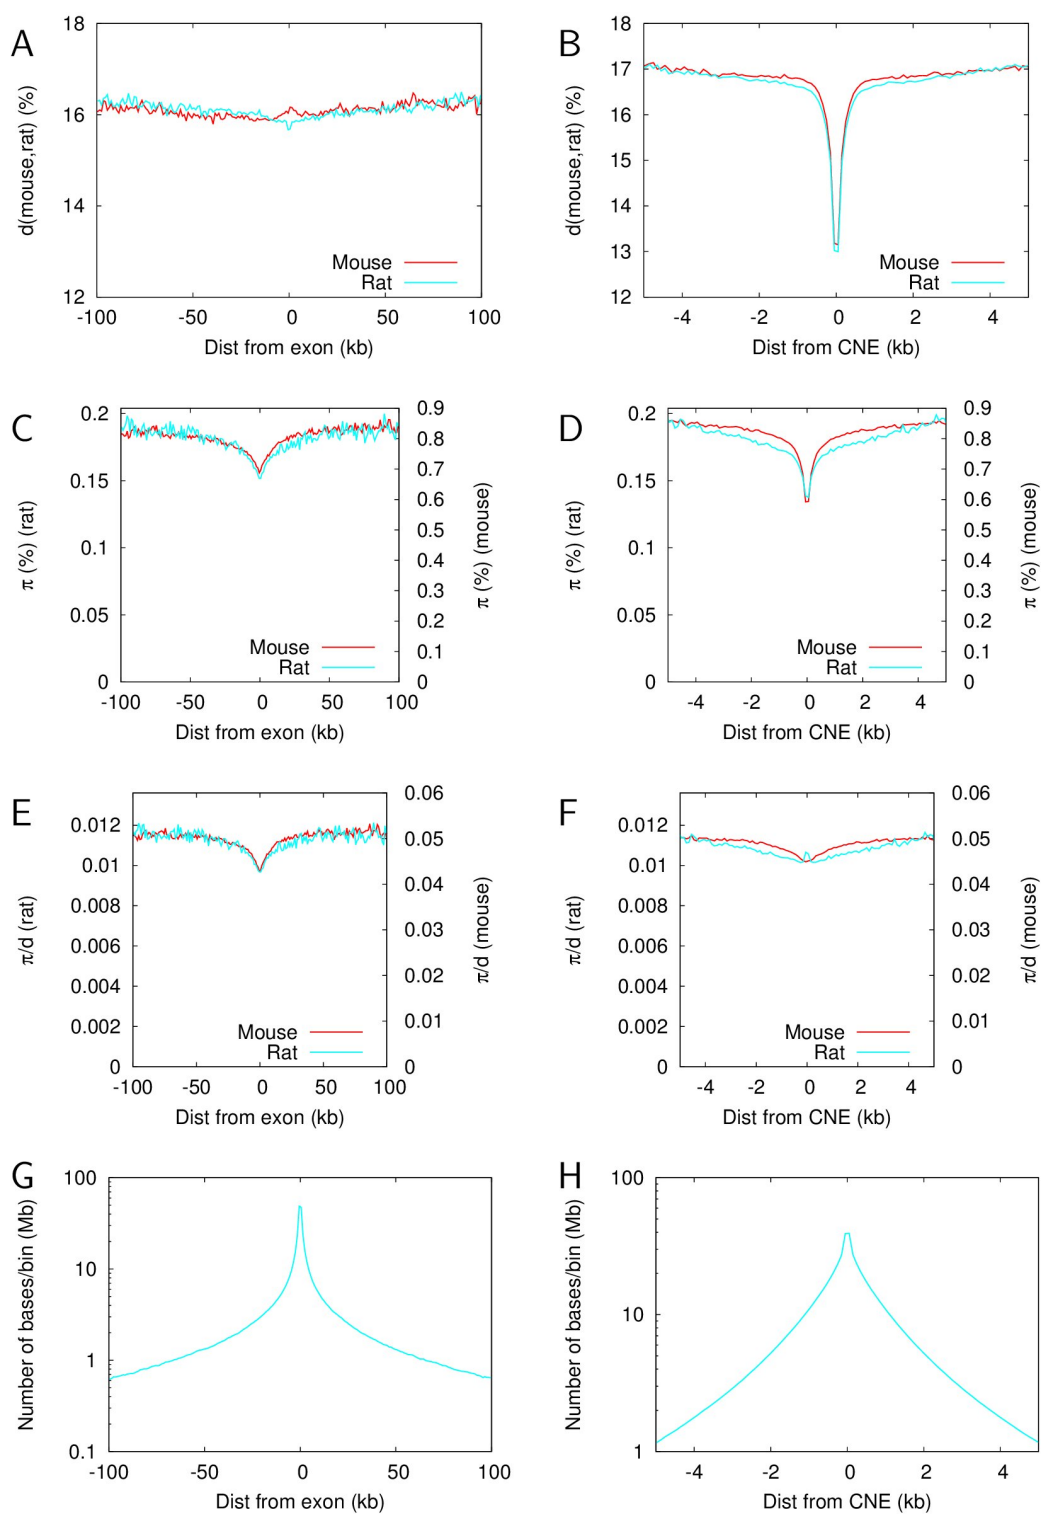 A
d(mouse,rat) (%)
18
16
14
12
Mouse
Rat
-100 -50 0 50 100
Dist from exon (kb)
B
d(mouse,rat) (%)
18
17
16
15
14
13
12
Mouse
Rat
-4 -2 0 2 4
Dist from CNE (kb)
C
π (%) (rat)
0.2
0.15
0.1
0.05
0
0.9
0.8
0.7
0.6
0.5
0.4
0.3
0.2
0.1
0
π (%) (mouse)
Mouse
Rat
-100 -50 0 50 100
Dist from exon (kb)
D
π (%) (rat)
0.2
0.15
0.1
0.05
0
0.9
0.8
0.7
0.6
0.5
0.4
0.3
0.2
0.1
0
π (%) (mouse)
Mouse
Rat
-4 -2 0 2 4
Dist from CNE (kb)
E
π/d (rat)
0.012
0.01
0.008
0.006
0.004
0.002
0
0.06
0.05
0.04
0.03
0.02
0.01
0
π/d (mouse)
Mouse
Rat
-100 -50 0 50 100
Dist from exon (kb)
F
π/d (rat)
0.012
0.01
0.008
0.006
0.004
0.002
0
0.06
0.05
0.04
0.03
0.02
0.01
0
π/d (mouse)
Mouse
Rat
-4 -2 0 2 4
Dist from CNE (kb)
G
Number of bases/bin (Mb)
100
10
1
0.1
-100 -50 0 50 100
Dist from exon (kb)
H
Number of bases/bin (Mb)
100
10
1
-4 -2 0 2 4
Dist from CNE (kb)